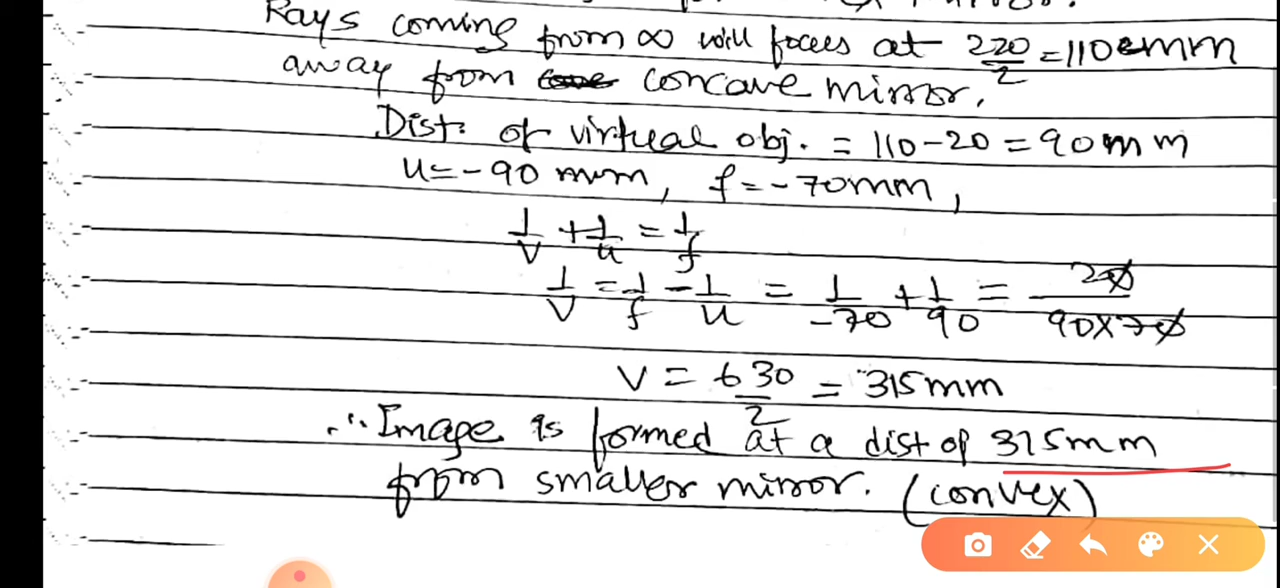 Rays coming from ∞ will focus at 220/2 = 110 mm
away from concave mirror.
Dist. of virtual obj. = 110 - 20 = 90 mm
u = -90 mm, f = -70 mm,
1/v + 1/u = 1/f
1/v = 1/f - 1/u = 1/-70 + 1/90 = 20/90×70
v = 630/2 = 315 mm
∴ Image is formed at a dist of 315 mm
from smaller mirror. (convex)